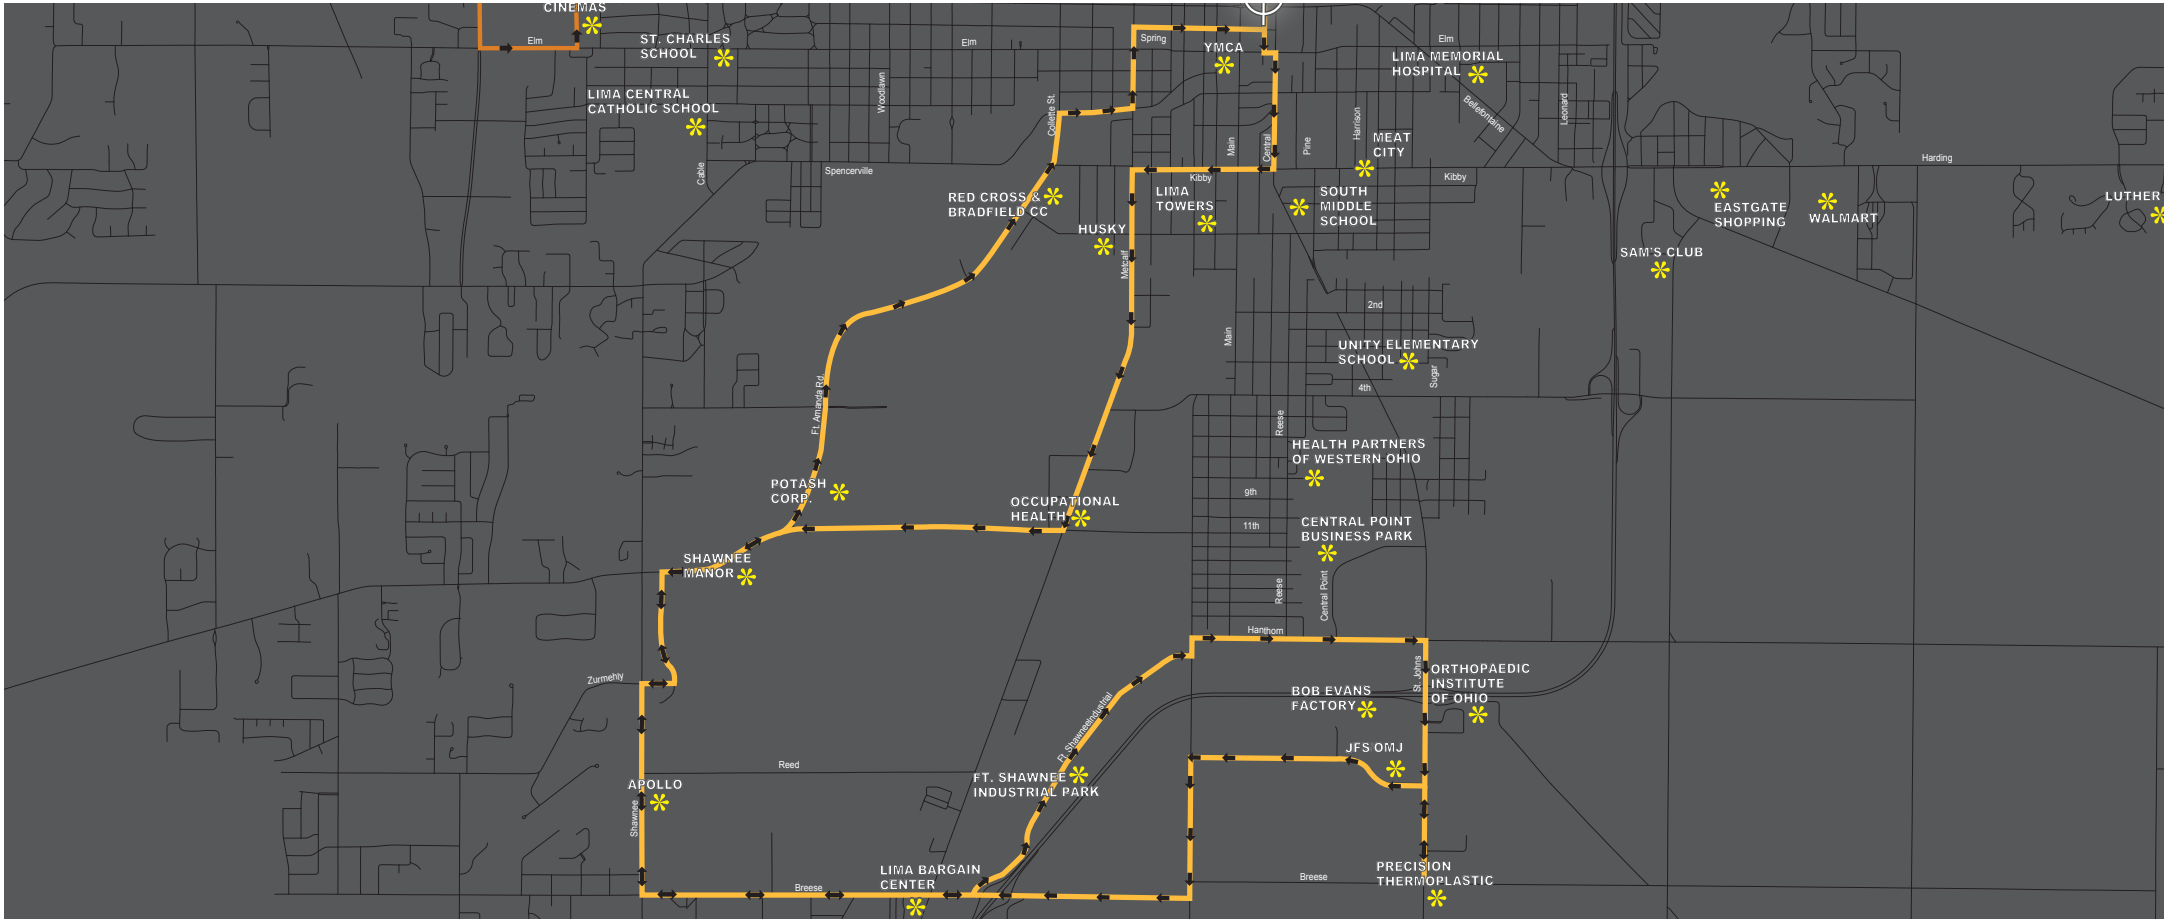 CINEMAS
Elm
ST. CHARLES
SCHOOL
Elm
Spring
YMCA
Elm
LIMA MEMORIAL
HOSPITAL
LIMA CENTRAL
CATHOLIC SCHOOL
Woodlawn
Collette St.
Main
Central
Pine
Harrison
Bellefontaine
Leonard
MEAT
CITY
Harding
Cable
Spencerville
Kibby
Kibby
RED CROSS &
BRADFIELD CC
LIMA
TOWERS
SOUTH
MIDDLE
SCHOOL
EASTGATE
SHOPPING
WALMART
LUTHER
HUSKY
Metcalf
SAM'S CLUB
2nd
Main
UNITY ELEMENTARY
SCHOOL
Sugar
4th
Ft. Amanda Rd.
Reese
HEALTH PARTNERS
OF WESTERN OHIO
POTASH
CORP.
9th
OCCUPATIONAL
HEALTH
11th
CENTRAL POINT
BUSINESS PARK
SHAWNEE
MANOR
Reese
Central Point
Hanthorn
Zurmehly
St. Johns
ORTHOPAEDIC
INSTITUTE
OF OHIO
BOB EVANS
FACTORY
Ft. ShawneeIndustrial
JFS OMJ
Reed
FT. SHAWNEE
INDUSTRIAL PARK
APOLLO
Shawnee
LIMA BARGAIN
CENTER
Breese
Breese
PRECISION
THERMOPLASTIC